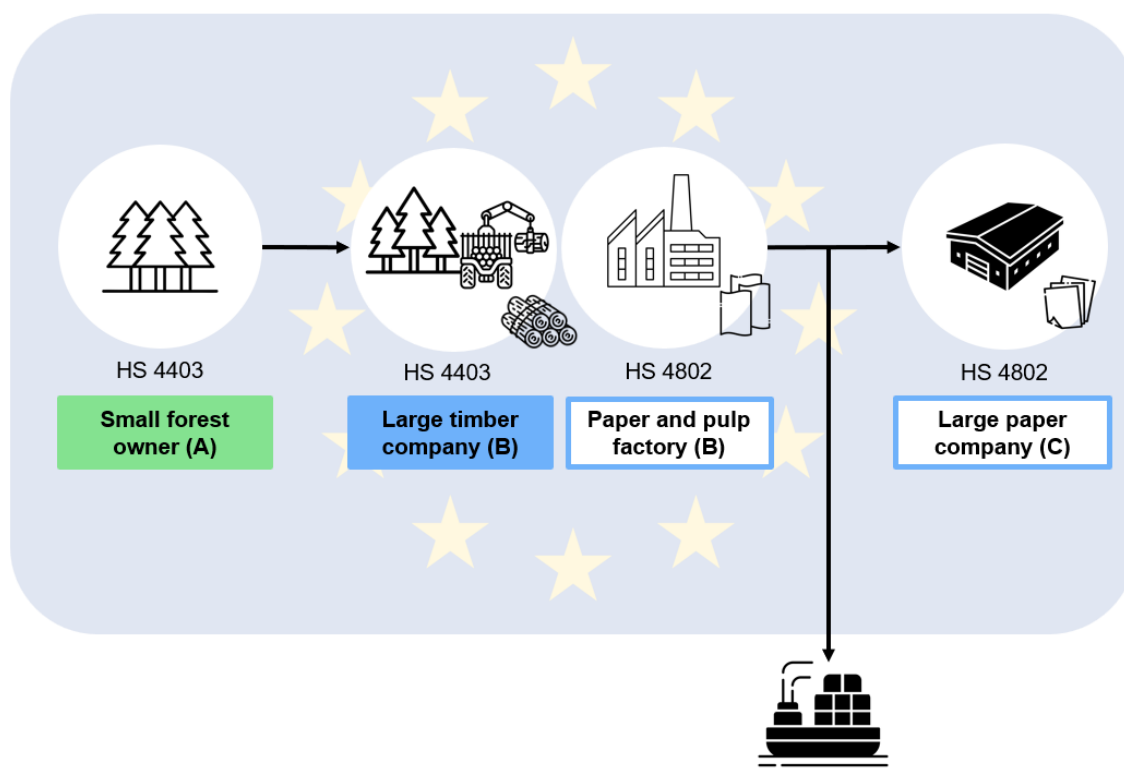 HS 4403
HS 4403
HS 4802
HS 4802
Small forest
owner (A)
Large timber
company (B)
Paper and pulp
factory (B)
Large paper
company (C)